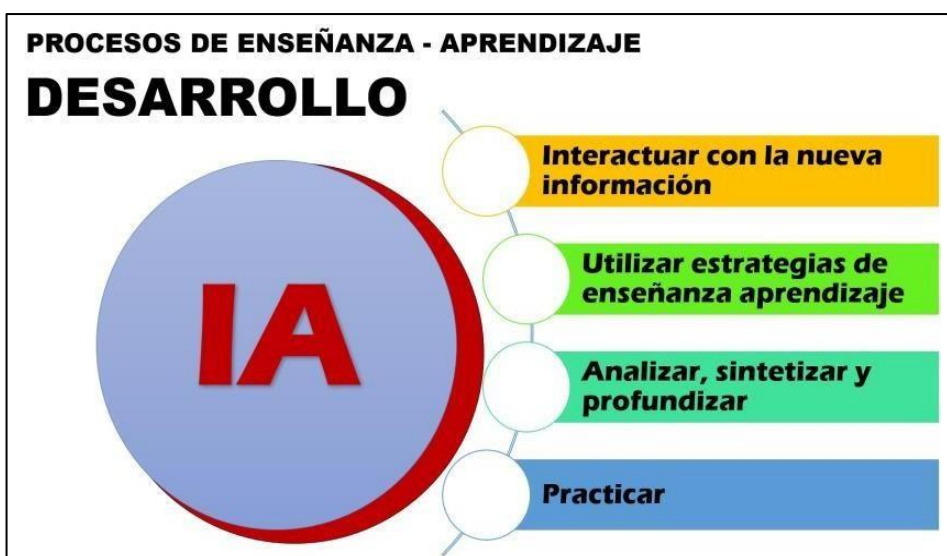 PROCESOS DE ENSEÑANZA - APRENDIZAJE
DESARROLLO
IA
Interactuar con la nueva
información
Utilizar estrategias de
enseñanza aprendizaje
Analizar, sintetizar y
profundizar
Practicar